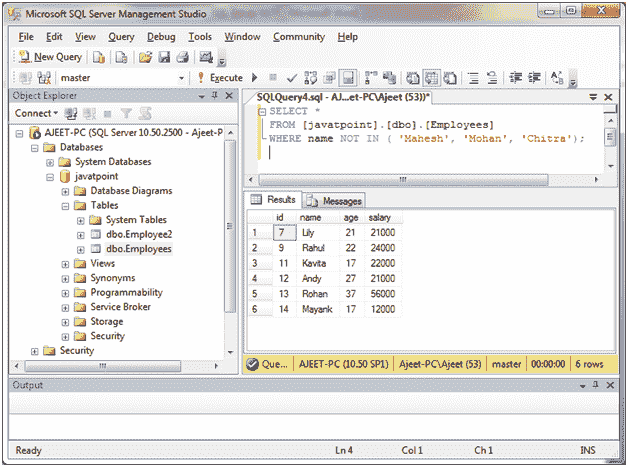 Microsoft SQL Server Management Studio
File Edit View Query Debug Tools Window Community Help
New Query
master Execute
Object Explorer
Connect
AJEET-PC (SQL Server 10.50.2500 - Ajeet-P
Databases
System Databases
javatpoint
Database Diagrams
Tables
System Tables
dbo.Employee2
dbo.Employees
Views
Synonyms
Programmability
Service Broker
Storage
Security
Security
SQLQuery4.sql - AJ...et-PC\Ajeet (53))*
SELECT *
FROM [javatpoint].[dbo].[Employees]
WHERE name NOT IN ( 'Mahesh', 'Mohan', 'Chitra');
Results Messages
id name age salary
1 7 Lily 21 21000
2 9 Rahul 22 24000
3 11 Kavita 17 22000
4 12 Andy 27 21000
5 13 Rohan 37 56000
6 14 Mayank 17 12000
Que... AJEET-PC (10.50 SP1) Ajeet-PC\Ajeet (53) master 00:00:00 6 rows
Output
Ready Ln 4 Col 1 Ch 1 INS